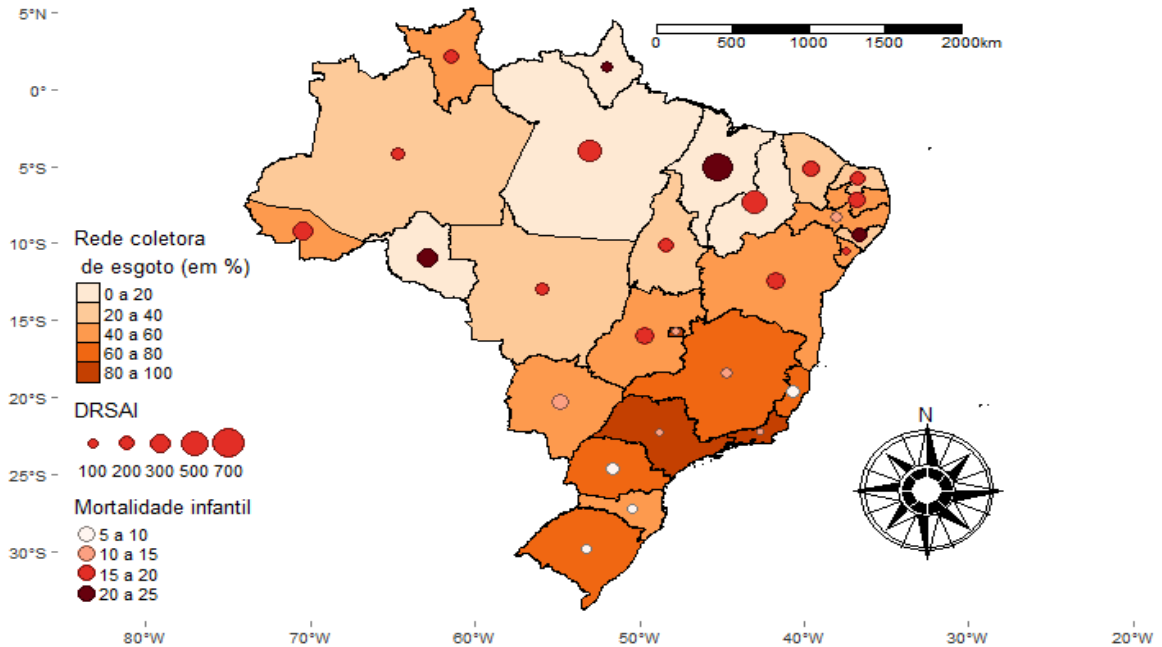 5°N
0°
5°S
10°S
15°S
20°S
25°S
30°S
0 500 1000 1500 2000km
Rede coletora
de esgoto (em %)
0 a 20
20 a 40
40 a 60
60 a 80
80 a 100
DRSAI
100 200 300 500 700
Mortalidade infantil
5 a 10
10 a 15
15 a 20
20 a 25
N
80°W 70°W 60°W 50°W 40°W 30°W 20°W